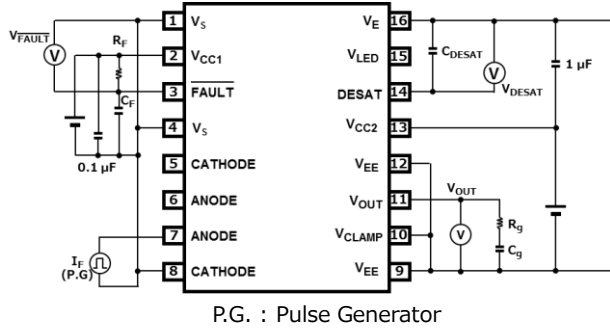 V_FAULT
V
R_F
C_F
0.1 µF
I_F
(P.G)
1 V_S
2 V_CC1
3 FAULT
4 V_S
5 CATHODE
6 ANODE
7 ANODE
8 CATHODE
V_E 16
V_LED 15
DESAT 14
V_CC2 13
V_EE 12
V_OUT 11
V_CLAMP 10
V_EE 9
C_DESAT
V
V_DESAT
1 µF
V_OUT
V
R_g
C_g
P.G. : Pulse Generator